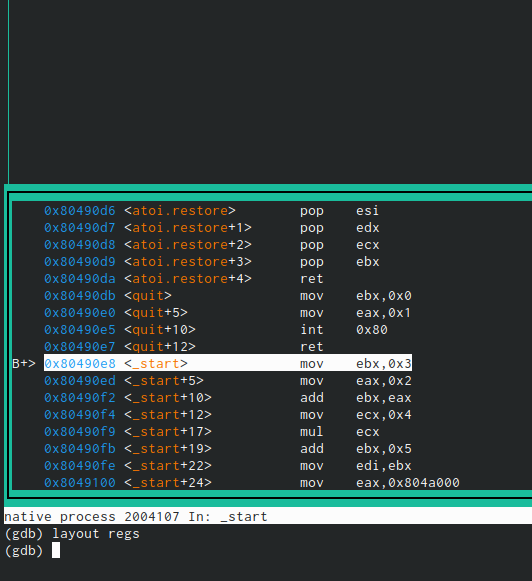 0x80490d6 <atoi.restore> pop esi
0x80490d7 <atoi.restore+1> pop edx
0x80490d8 <atoi.restore+2> pop ecx
0x80490d9 <atoi.restore+3> pop ebx
0x80490da <atoi.restore+4> ret
0x80490db <quit> mov ebx,0x0
0x80490e0 <quit+5> mov eax,0x1
0x80490e5 <quit+10> int 0x80
0x80490e7 <quit+12> ret
B+> 0x80490e8 <_start> mov ebx,0x3
0x80490ed <_start+5> mov eax,0x2
0x80490f2 <_start+10> add ebx,eax
0x80490f4 <_start+12> mov ecx,0x4
0x80490f9 <_start+17> mul ecx
0x80490fb <_start+19> add ebx,0x5
0x80490fe <_start+22> mov edi,ebx
0x8049100 <_start+24> mov eax,0x804a000
native process 2004107 In: _start
(gdb) layout regs
(gdb)